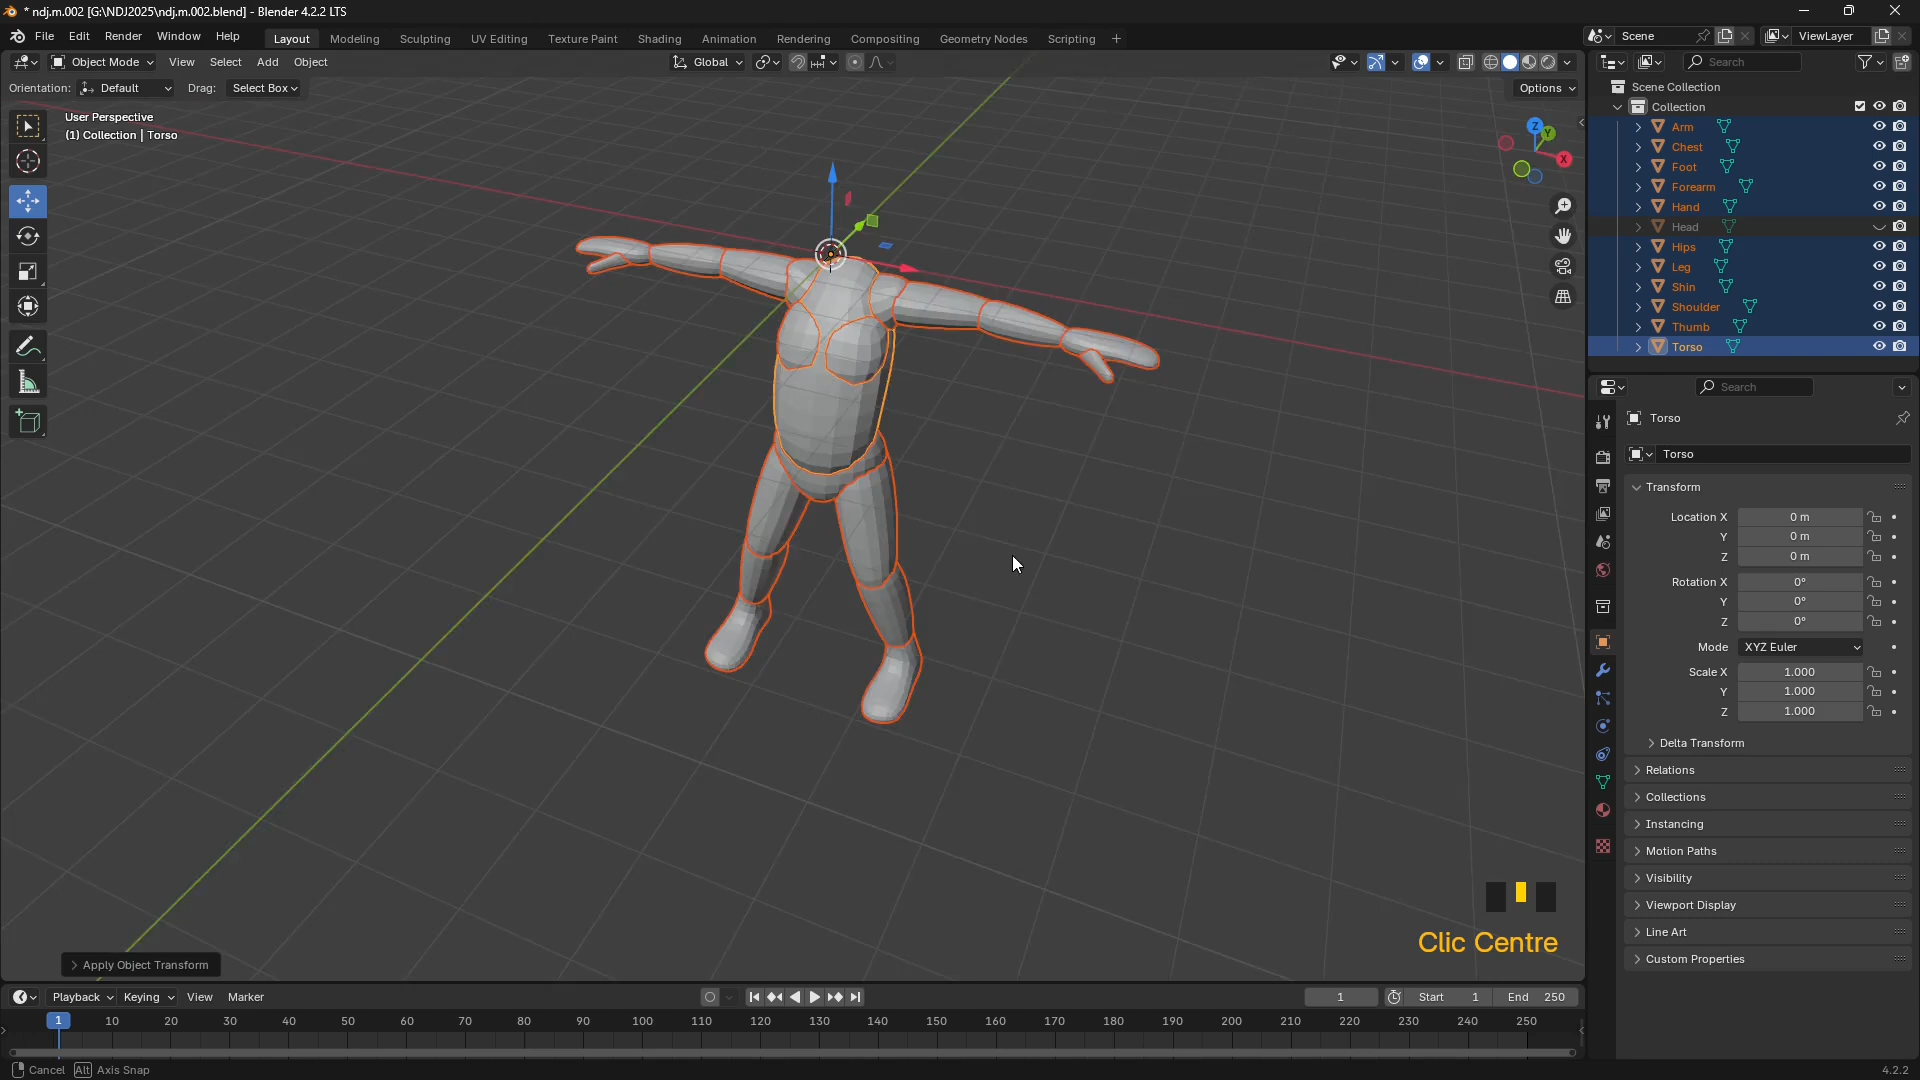 * ndj.m.002 [G:\NDJ2025\ndj.m.002.blend] - Blender 4.2.2 LTS
File Edit Render Window Help
Layout Modeling Sculpting UV Editing Texture Paint Shading Animation Rendering Compositing Geometry Nodes Scripting +
Scene
ViewLayer
Object Mode View Select Add Object
Global
Search
Orientation: Default Drag: Select Box
Options
User Perspective
(1) Collection | Torso
Z
Y
X
Scene Collection
Collection
Arm
Chest
Foot
Forearm
Hand
Head
Hips
Leg
Shin
Shoulder
Thumb
Torso
Search
Torso
Torso
Transform
Location X 0 m
Y 0 m
Z 0 m
Rotation X 0°
Y 0°
Z 0°
Mode XYZ Euler
Scale X 1.000
Y 1.000
Z 1.000
Delta Transform
Relations
Collections
Instancing
Motion Paths
Visibility
Viewport Display
Line Art
Custom Properties
Clic Centre
Apply Object Transform
Playback Keying View Marker
1 Start 1 End 250
1 10 20 30 40 50 60 70 80 90 100 110 120 130 140 150 160 170 180 190 200 210 220 230 240 250
Cancel Alt Axis Snap
4.2.2